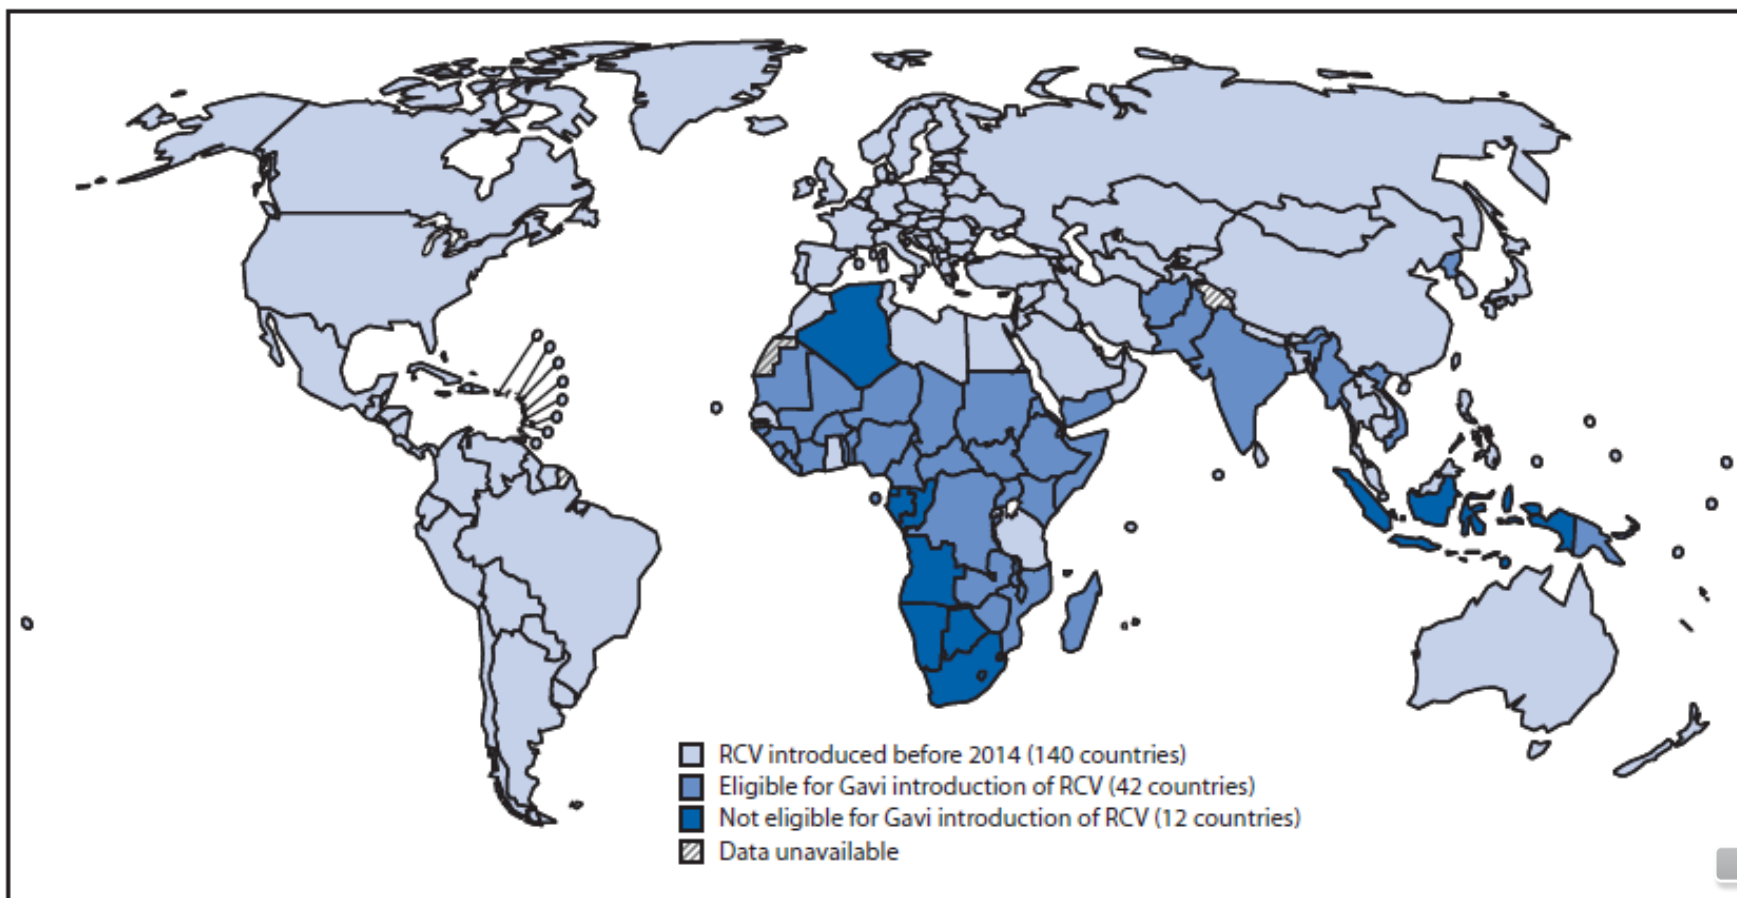 RCV introduced before 2014 (140 countries)
Eligible for Gavi introduction of RCV (42 countries)
Not eligible for Gavi introduction of RCV (12 countries)
Data unavailable